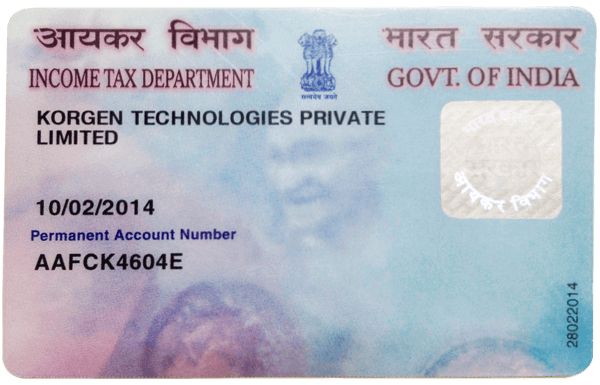 आयकर विभाग
भारत सरकार
INCOME TAX DEPARTMENT
GOVT. OF INDIA
सत्यमेव जयते
KORGEN TECHNOLOGIES PRIVATE
LIMITED
भारत सरकार
आयकर विभाग
10/02/2014
Permanent Account Number
AAFCK4604E
28022014